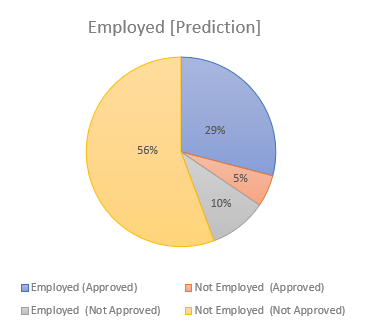 Employed [Prediction]
29%
56%
5%
10%
Employed (Approved) Not Employed (Approved)
Employed (Not Approved) Not Employed (Not Approved)